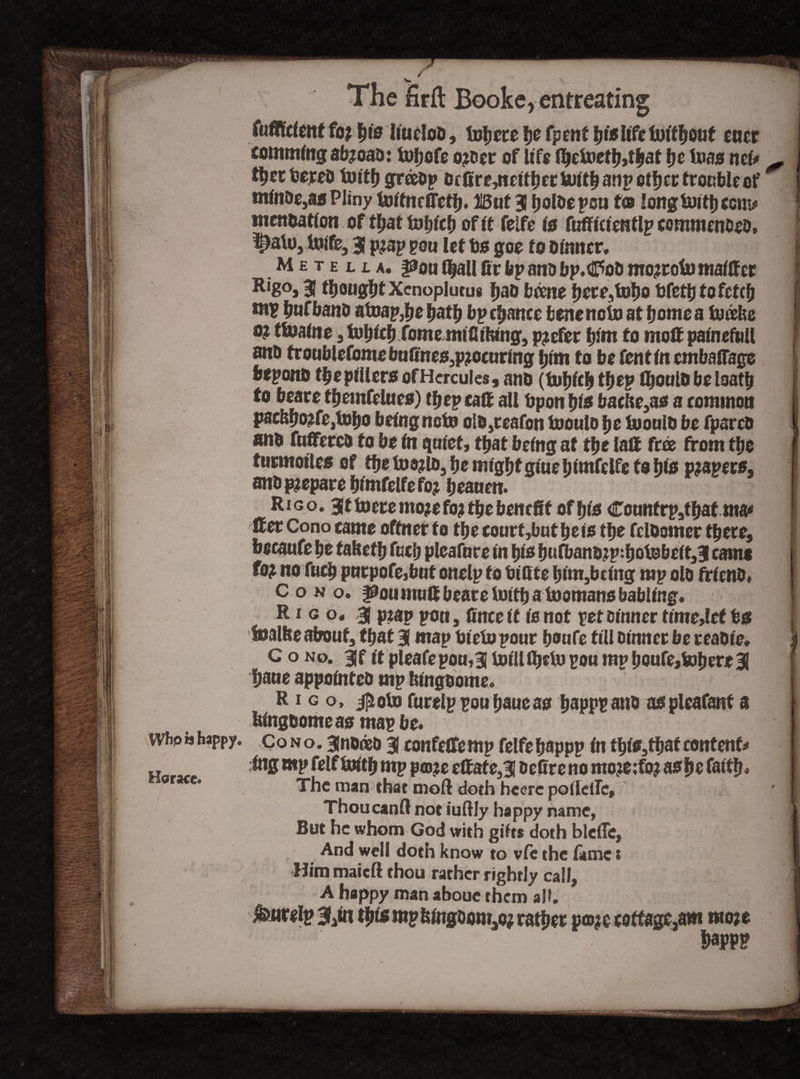 The first Booke, entreating
sufficient for his liuelod, where he spent his life without euer
comming abroad: whose order of life sheweth, that he was nei-
ther vexed with greedy desire, neither with any other trouble of
minde, as Pliny witnesseth. But I holde you too long with com-
mendation of that which of it selfe is sufficiently commended.
How, wife, I pray you let vs goe to dinner.
METELLA. You shall sir by and by. God morrow maister
Rigo, I thought Xenoplutus had beene here, who vseth to fetch
my husband away, he hath by chance bene now at home a weeke
or twaine, which some misliking, prefer him to most painefull
and troublesome busines, procuring him to be sent in embassage
beyond the pillers of Hercules, and (which they should be loath
to beare themselues) they cast all vpon his backe, as a common
packhorse, who being now old, reason would he would be spared
and suffered to be in quiet, that being at the last free from the
turmoiles of the world, he might giue himselfe to his prayers,
and prepare himselfe for heauen.
RIGO. It were more for the benefit of his Country, that mai-
ster Cono came oftner to the court, but he is the seldomer there,
because he taketh such pleasure in his husbandry: howbeit, I came
for no such purpose, but onely to visite him, being my old friend.
CONO. You must beare with a womans babling.
RIGO. I pray you, since it is not yet dinner time, let vs
walke about, that I may view your house till dinner be readie.
CONO. If it please you, I will shew you my house, where I
haue appointed my kingdome.
RIGO, Now surely you haue as happy and as pleasant a
kingdome as may be.
Who is happy. CONO. Indeed I confesse my selfe happy in this, that content-
ing my self with my poore estate, I desire no more: for as he saith.
Horace. The man that most doth heere possesse,
Thou canst not iustly happy name,
But he whom God with gifts doth blesse,
And well doth know to vse the same:
Him maiest thou rather rightly call,
A happy man aboue them all.
Surely I, in this my kingdom, or rather poore cottage, am more
happy